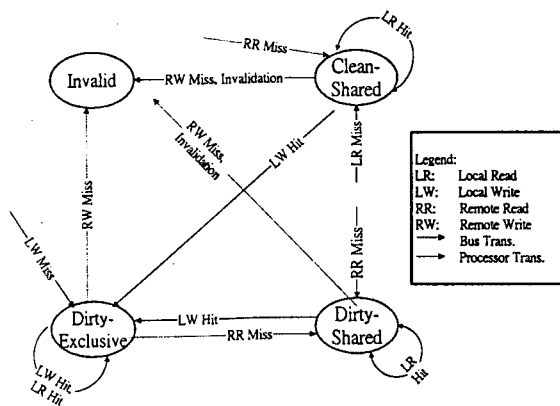 RR Miss
LR Hit
Invalid
RW Miss, Invalidation
Clean-
Shared
RW Miss,
Invalidation
LW Hit
LR Miss
RW Miss
LW Miss
RR Miss
Legend:
LR: Local Read
LW: Local Write
RR: Remote Read
RW: Remote Write
Bus Trans.
Processor Trans.
Dirty-
Exclusive
LW Hit
RR Miss
Dirty-
Shared
LW Hit,
LR Hit
LR
Hit